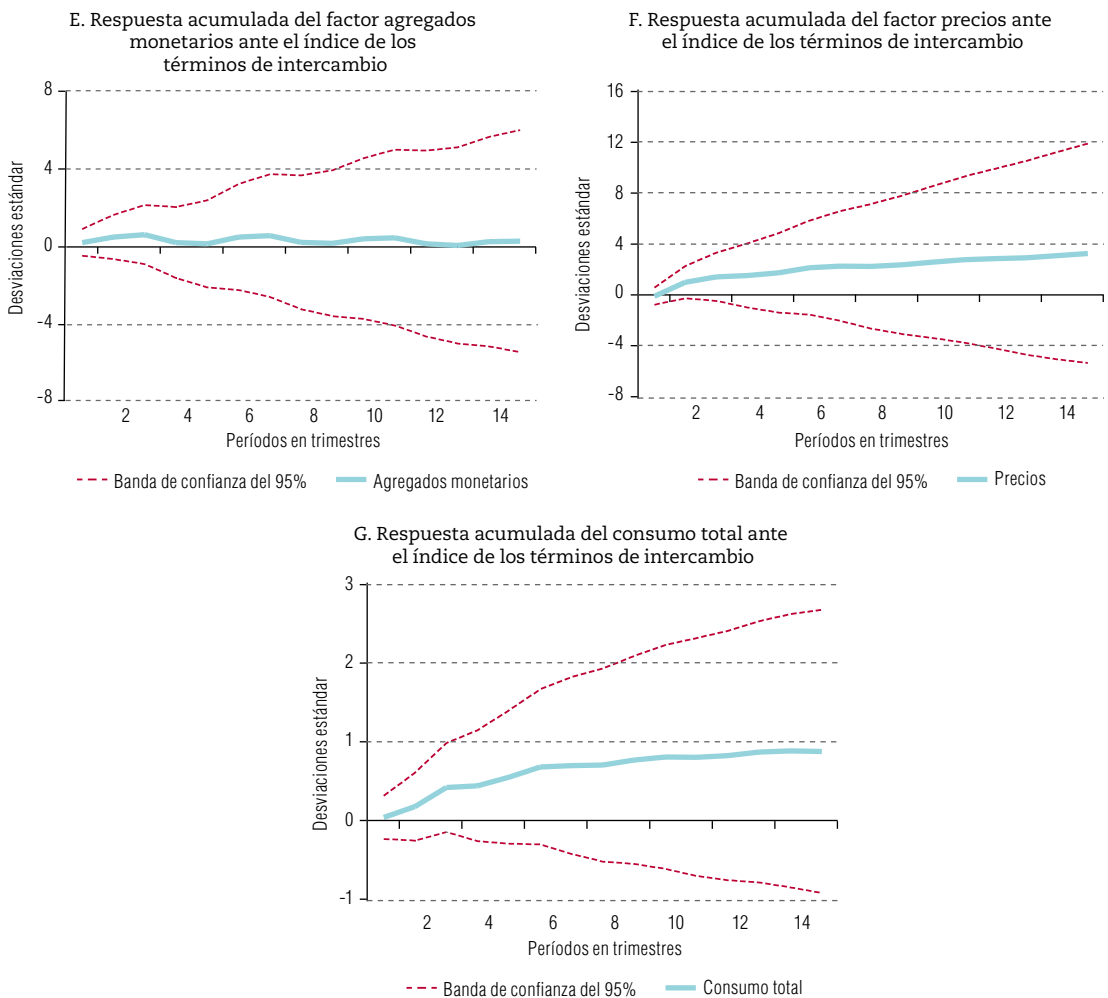 E. Respuesta acumulada del factor agregados
monetarios ante el índice de los
términos de intercambio
8
4
0
-4
-8
Desviaciones estándar
2 4 6 8 10 12 14
Períodos en trimestres
Banda de confianza del 95% Agregados monetarios
F. Respuesta acumulada del factor precios ante
el índice de los términos de intercambio
16
12
8
4
0
-4
-8
Desviaciones estándar
2 4 6 8 10 12 14
Períodos en trimestres
Banda de confianza del 95% Precios
G. Respuesta acumulada del consumo total ante
el índice de los términos de intercambio
3
2
1
0
-1
Desviaciones estándar
2 4 6 8 10 12 14
Períodos en trimestres
Banda de confianza del 95% Consumo total